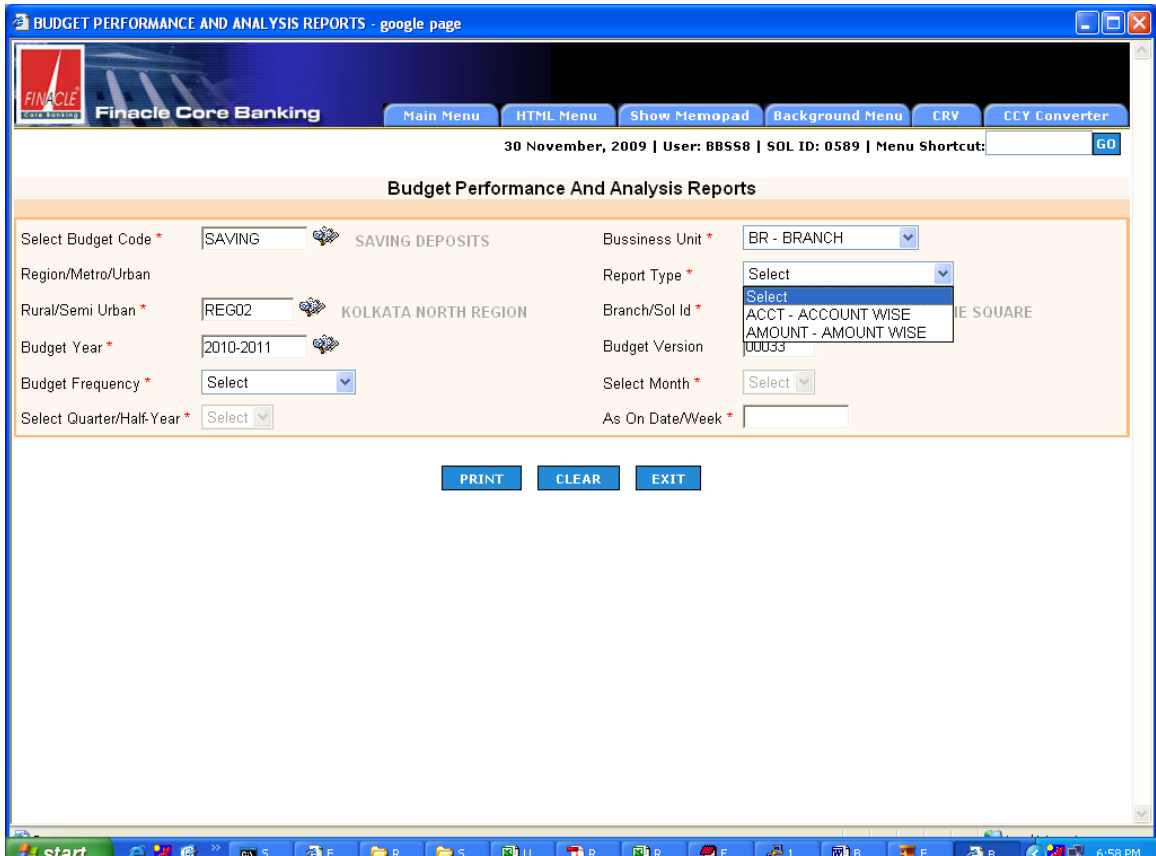 BUDGET PERFORMANCE AND ANALYSIS REPORTS - google page
FINACLE
Core Banking
Finacle Core Banking
Main Menu HTML Menu Show Memopad Background Menu CRV CCY Converter
30 November, 2009 | User: BBSS8 | SOL ID: 0589 | Menu Shortcut: GO
Budget Performance And Analysis Reports
Select Budget Code * SAVING SAVING DEPOSITS Bussiness Unit * BR - BRANCH
Region/Metro/Urban Report Type * Select
Select
Rural/Semi Urban * REG02 KOLKATA NORTH REGION Branch/Sol Id * ACCT - ACCOUNT WISE SQUARE
AMOUNT - AMOUNT WISE
Budget Year * 2010-2011 Budget Version 00033
Budget Frequency * Select Select Month * Select
Select Quarter/Half-Year * Select As On Date/Week *
PRINT CLEAR EXIT
start 6:58 PM